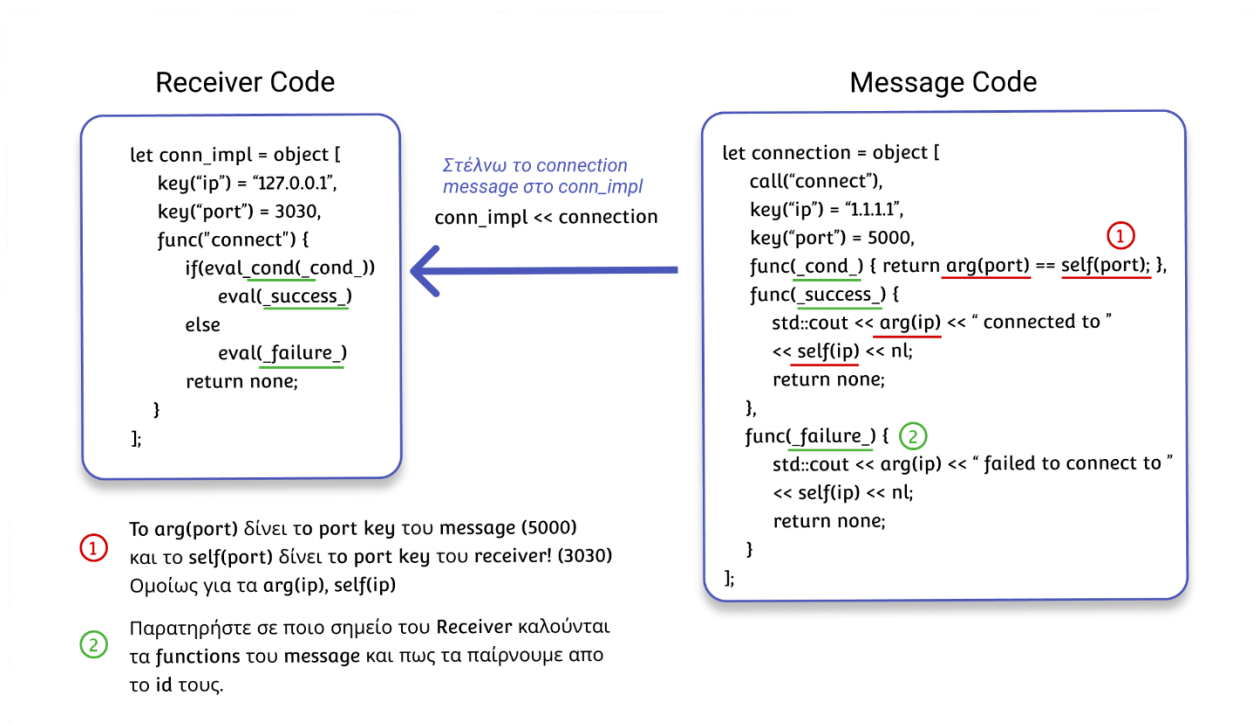 Receiver Code
let conn_impl = object [
key("ip") = “127.0.0.1”,
key(“port”) = 3030,
func("connect") {
if(eval_cond(_cond_))
eval(_success_)
else
eval(_failure_)
return none;
}
];
Στέλνω το connection
message στο conn_impl
conn_impl << connection
Message Code
let connection = object [
call(“connect”),
key(“ip”) = “1.1.1.1”,
key(“port”) = 5000,
1
func(_cond_) { return arg(port) == self(port); },
func(_success_) {
std::cout << arg(ip) << “ connected to ”
<< self(ip) << nl;
return none;
},
func(_failure_) { 2
std::cout << arg(ip) << “ failed to connect to ”
<< self(ip) << nl;
return none;
}
];
1
Το arg(port) δίνει το port key του message (5000)
και το self(port) δίνει το port key του receiver! (3030)
Ομοίως για τα arg(ip), self(ip)
2
Παρατηρήστε σε ποιο σημείο του Receiver καλούνται
τα functions του message και πως τα παίρνουμε απο
το id τους.